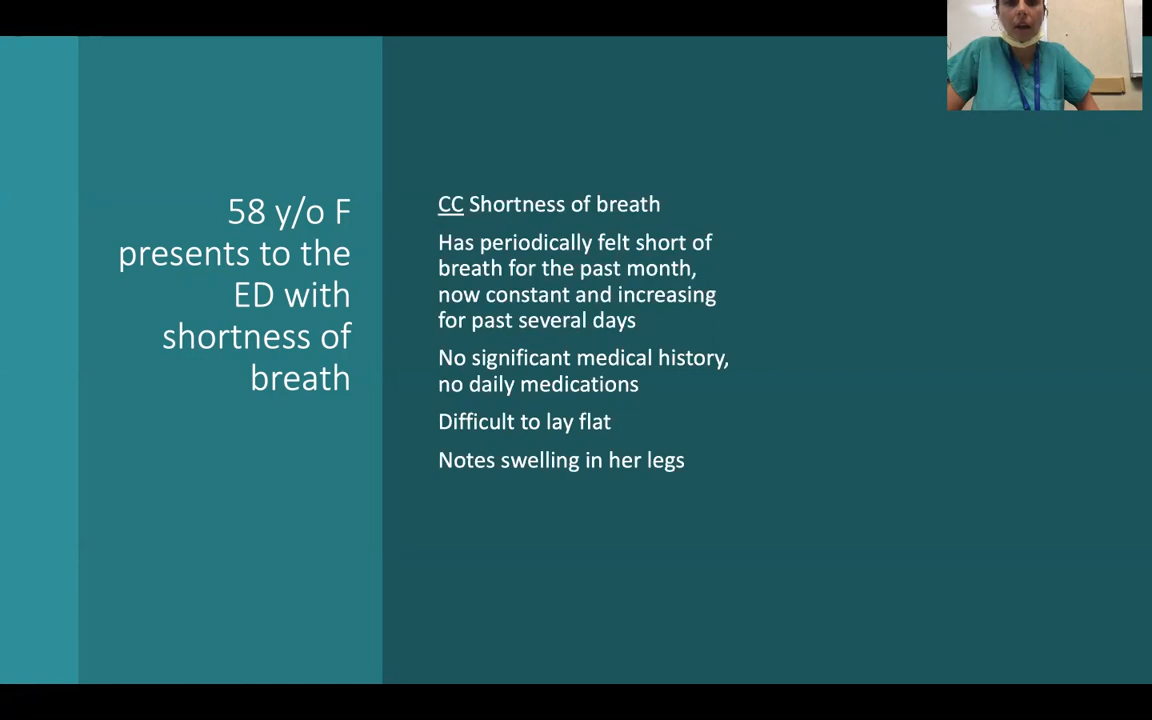 58 y/o F
presents to the
ED with
shortness of
breath
CC Shortness of breath
Has periodically felt short of
breath for the past month,
now constant and increasing
for past several days
No significant medical history,
no daily medications
Difficult to lay flat
Notes swelling in her legs